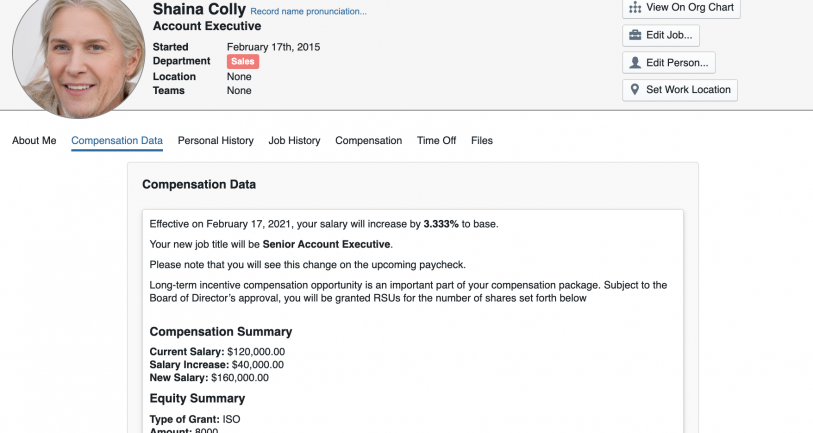 Shaina Colly Record name pronunciation...
Account Executive
Started February 17th, 2015
Department Sales
Location None
Teams None
View On Org Chart
Edit Job...
Edit Person...
Set Work Location
About Me Compensation Data Personal History Job History Compensation Time Off Files
Compensation Data
Effective on February 17, 2021, your salary will increase by 3.333% to base.
Your new job title will be Senior Account Executive.
Please note that you will see this change on the upcoming paycheck.
Long-term incentive compensation opportunity is an important part of your compensation package. Subject to the
Board of Director's approval, you will be granted RSUs for the number of shares set forth below
Compensation Summary
Current Salary: $120,000.00
Salary Increase: $40,000.00
New Salary: $160,000.00
Equity Summary
Type of Grant: ISO
Amount: 8000